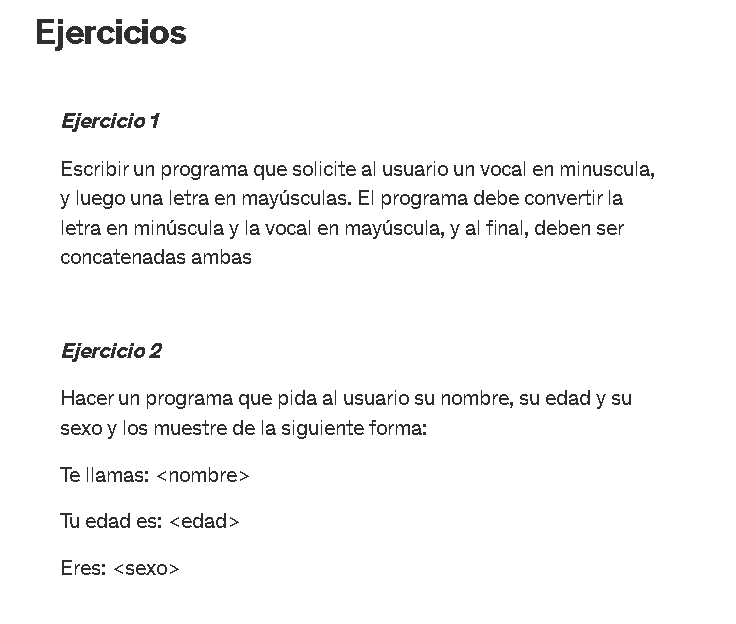 Ejercicios
Ejercicio 1
Escribir un programa que solicite al usuario un vocal en minuscula,
y luego una letra en mayúsculas. El programa debe convertir la
letra en minúscula y la vocal en mayúscula, y al final, deben ser
concatenadas ambas
Ejercicio 2
Hacer un programa que pida al usuario su nombre, su edad y su
sexo y los muestre de la siguiente forma:
Te llamas: <nombre>
Tu edad es: <edad>
Eres: <sexo>